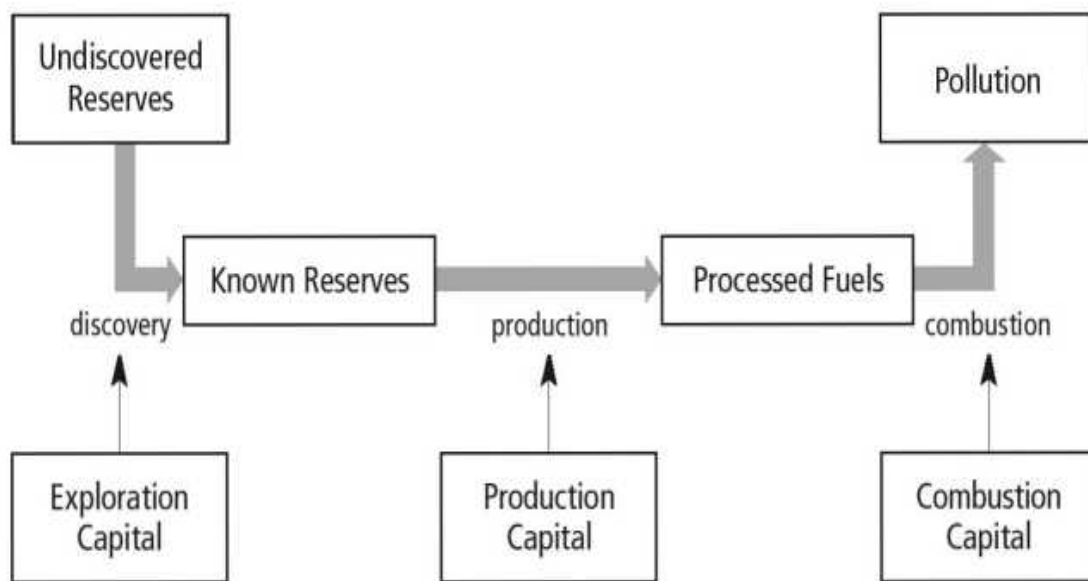 Undiscovered
Reserves
Pollution
Known Reserves
Processed Fuels
discovery
production
combustion
Exploration
Capital
Production
Capital
Combustion
Capital